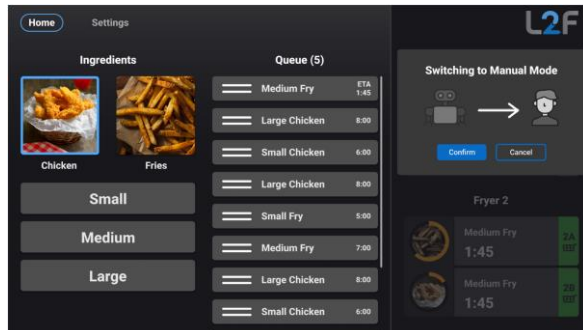 Home
Settings
L2F
Ingredients
Chicken
Fries
Small
Medium
Large
Queue (5)
Medium Fry
ETA
1:45
Large Chicken
8:00
Small Chicken
6:00
Large Chicken
8:00
Small Fry
5:00
Medium Fry
7:00
Large Chicken
8:00
Small Chicken
6:00
Switching to Manual Mode
Confirm
Cancel
Fryer 2
Medium Fry
1:45
2A
Medium Fry
1:45
2B